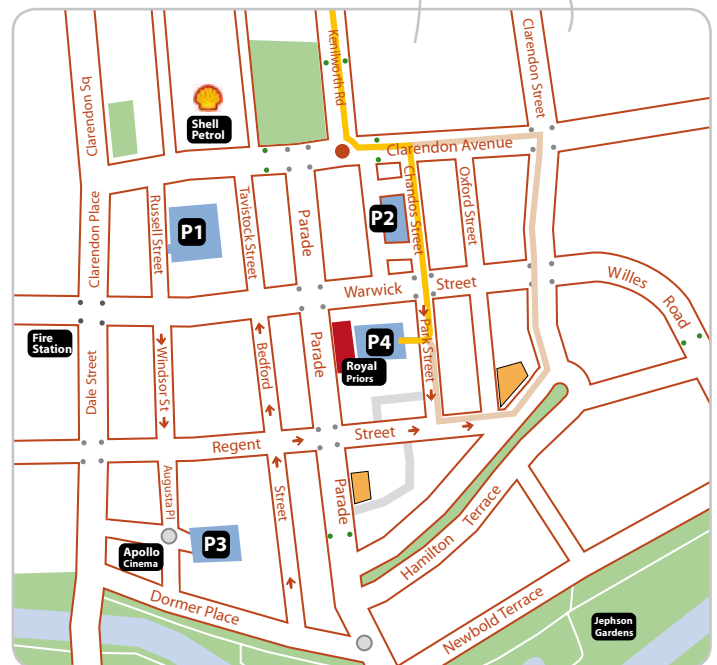 Kenilworth Rd
Clarendon Street
Clarendon Sq
Shell
Petrol
Clarendon Avenue
Clarendon Place
Russell Street
P1
Tavistock Street
Parade
P2
Chandos Street
Oxford Street
Warwick
Street
Willes
Road
Fire
Station
Dale Street
Windsor St
Bedford
Parade
P4
Royal
Priors
Park Street
Regent
Street
Augusta Pl
Street
Parade
P3
Apollo
Cinema
Hamilton
Terrace
Dormer Place
Newbold Terrace
Jephson
Gardens